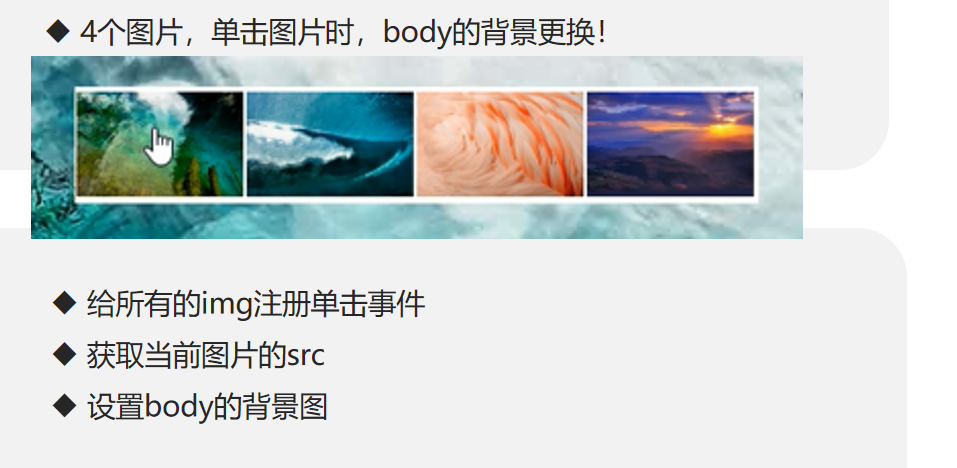 ◆ 4个图片，单击图片时，body的背景更换！
◆ 给所有的img注册单击事件
◆ 获取当前图片的src
◆ 设置body的背景图